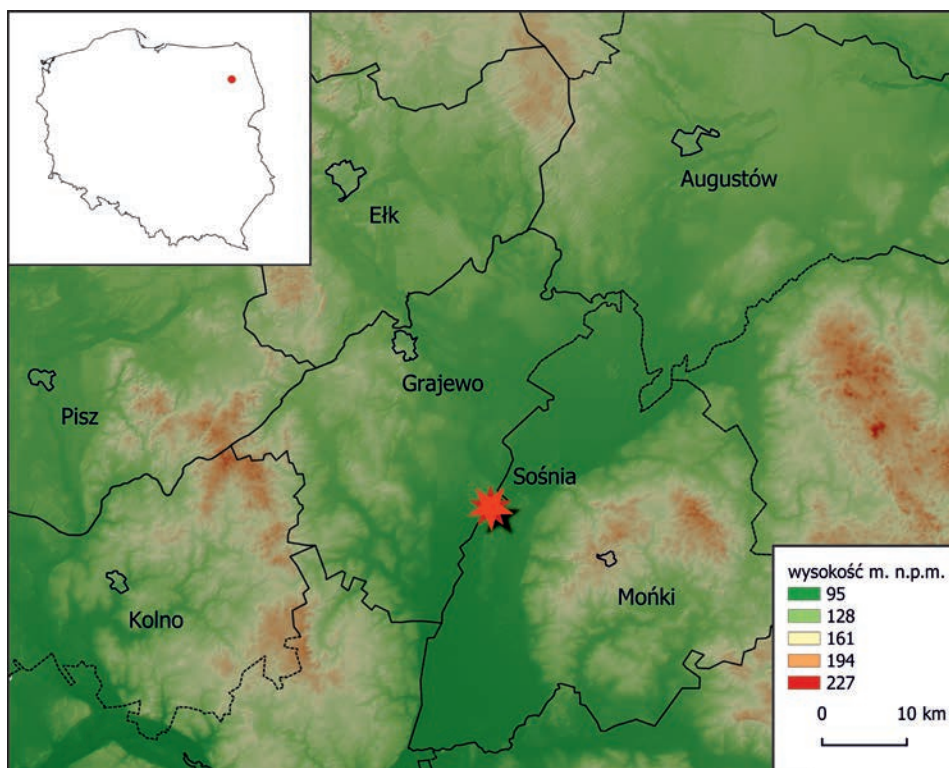 Augustów
Ełk
Grajewo
Pisz
Sośnia
Kolno
Mońki
wysokość m. n.p.m.
95
128
161
194
227
0 10 km